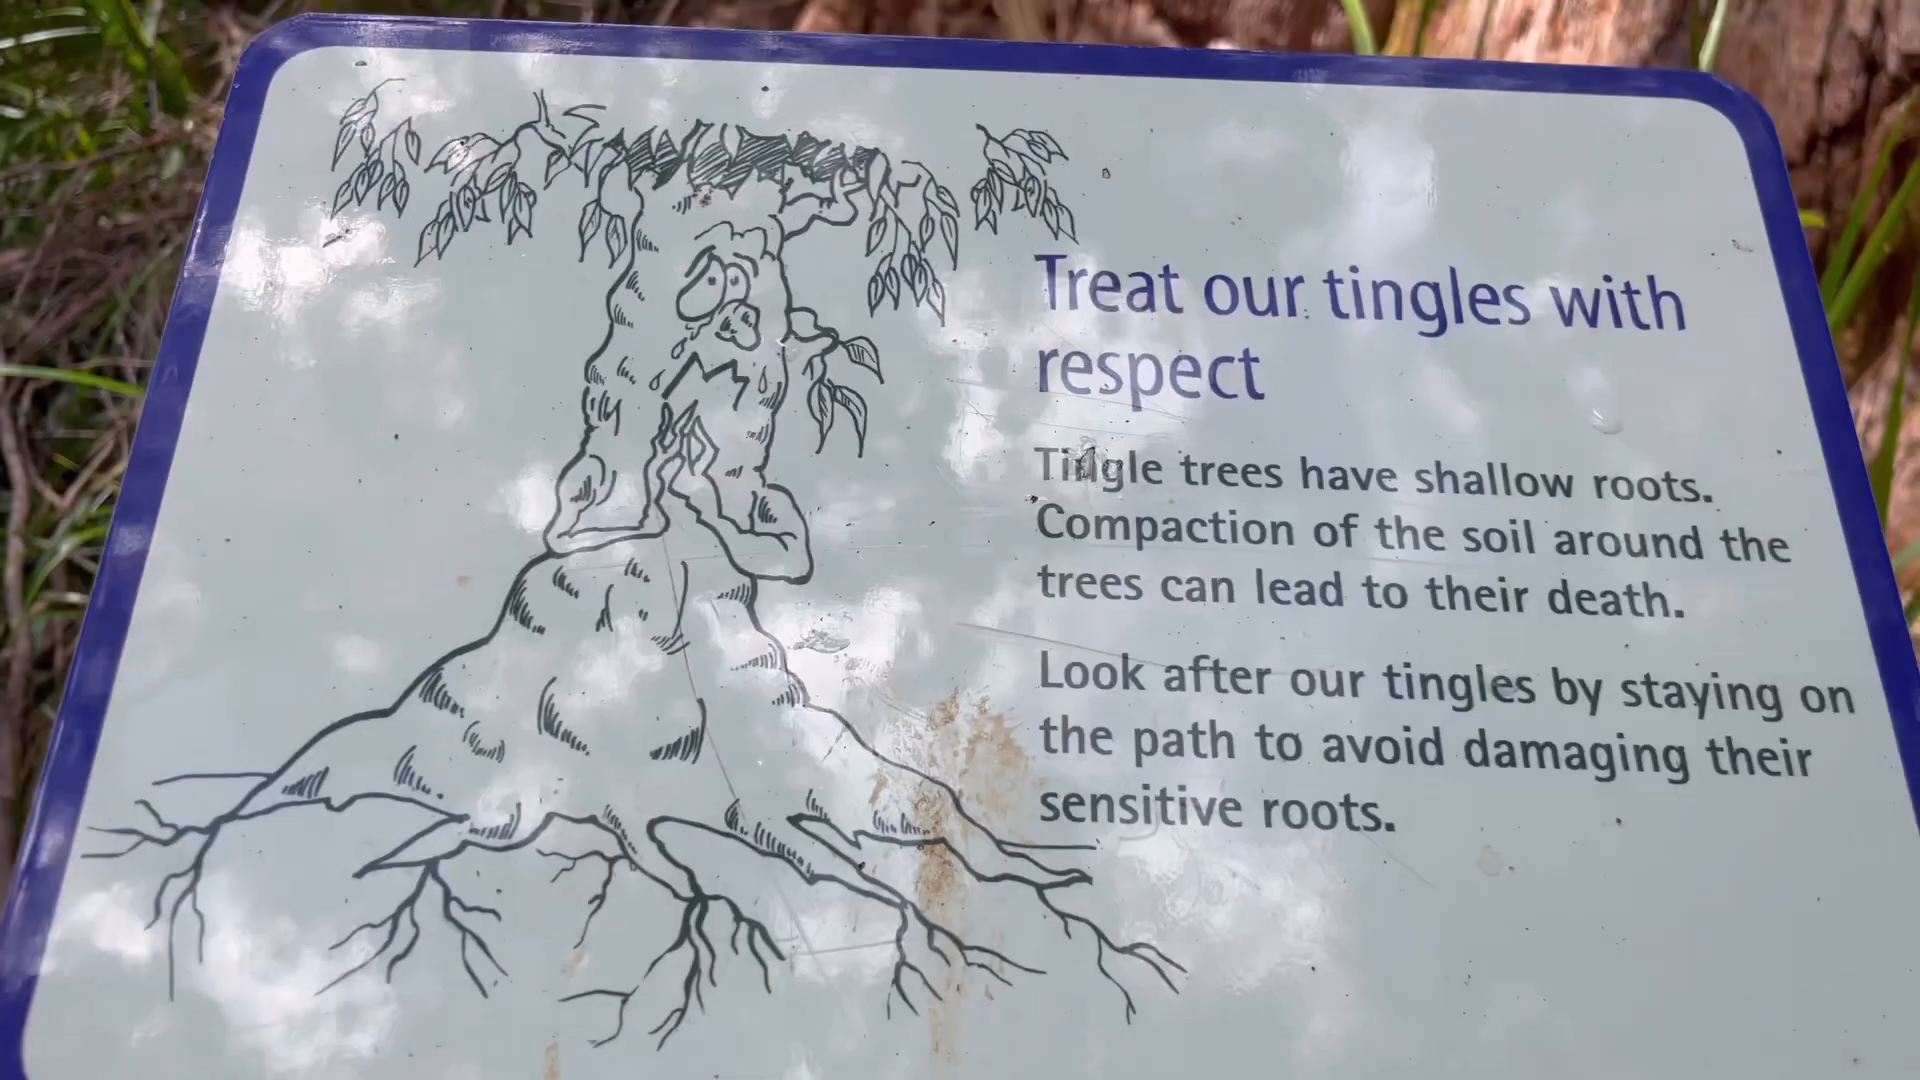 Treat our tingles with
respect
Tingle trees have shallow roots.
Compaction of the soil around the
trees can lead to their death.
Look after our tingles by staying on
the path to avoid damaging their
sensitive roots.